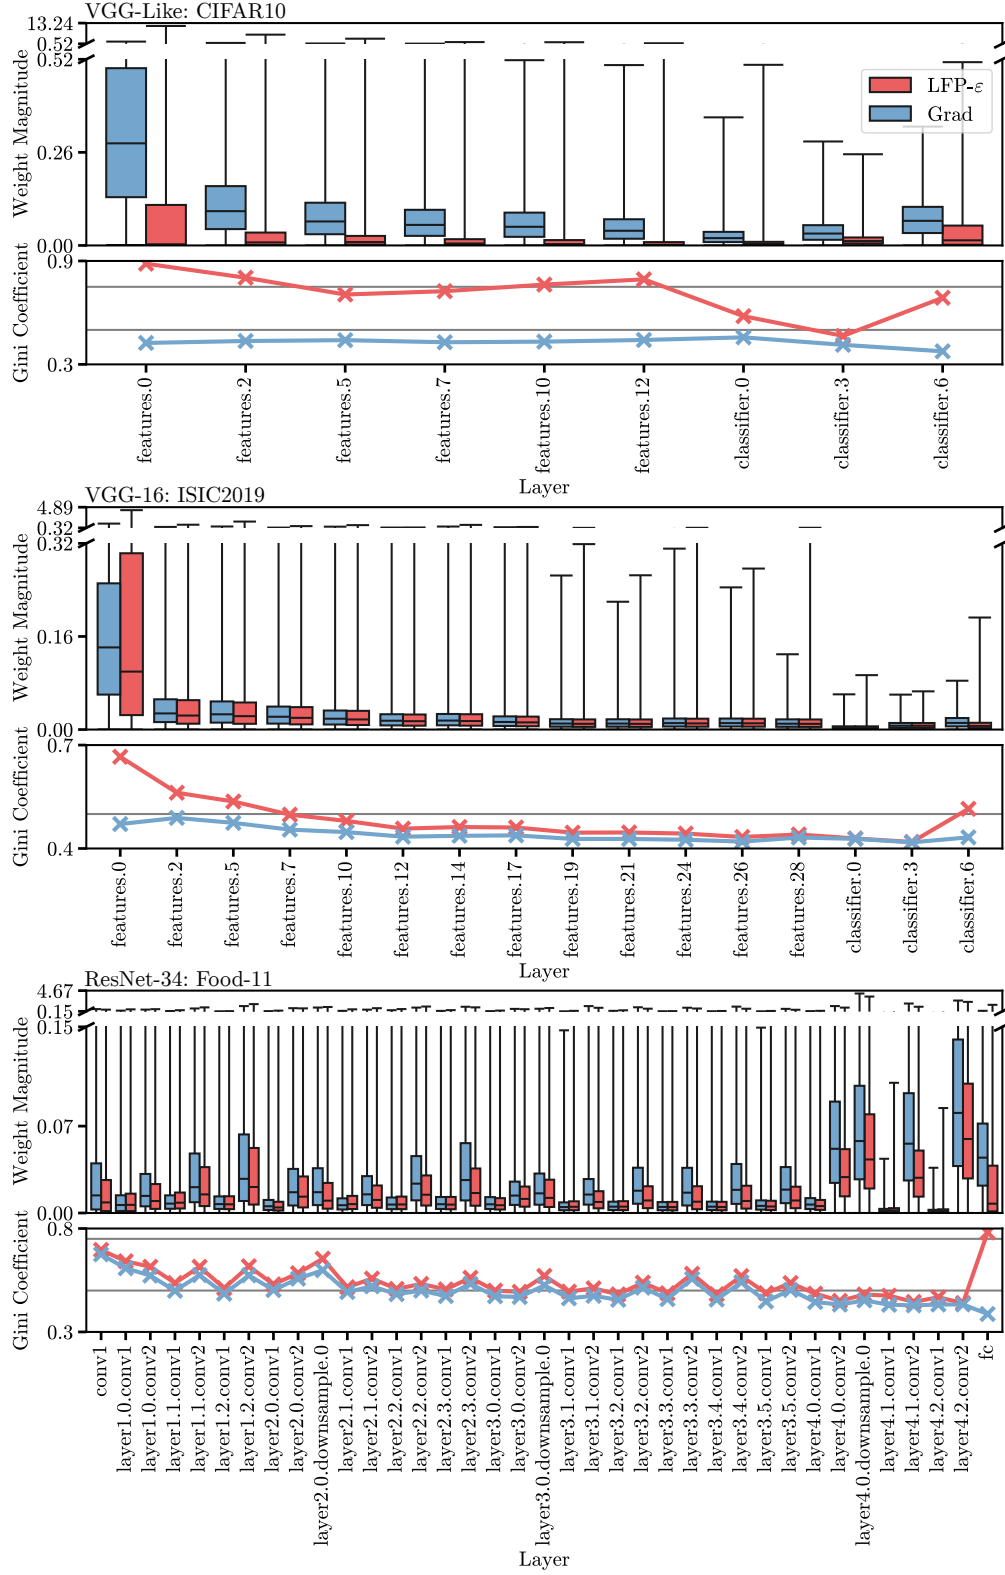 VGG-Like: CIFAR10
13.24
0.52
0.52
0.26
0.00
Weight Magnitude
LFP-ε
Grad
0.9
0.3
Gini Coefficient
features.0
features.2
features.5
features.7
features.10
features.12
classifier.0
classifier.3
classifier.6
Layer
VGG-16: ISIC2019
4.89
0.32
0.32
0.16
0.00
Weight Magnitude
0.7
0.4
Gini Coefficient
features.0
features.2
features.5
features.7
features.10
features.12
features.14
features.17
features.19
features.21
features.24
features.26
features.28
classifier.0
classifier.3
classifier.6
Layer
ResNet-34: Food-11
4.67
0.15
0.15
0.07
0.00
Weight Magnitude
0.8
0.3
Gini Coefficient
conv1
layer1.0.conv1
layer1.0.conv2
layer1.1.conv1
layer1.1.conv2
layer1.2.conv1
layer1.2.conv2
layer2.0.conv1
layer2.0.conv2
layer2.0.downsample.0
layer2.1.conv1
layer2.1.conv2
layer2.2.conv1
layer2.2.conv2
layer2.3.conv1
layer2.3.conv2
layer3.0.conv1
layer3.0.conv2
layer3.0.downsample.0
layer3.1.conv1
layer3.1.conv2
layer3.2.conv1
layer3.2.conv2
layer3.3.conv1
layer3.3.conv2
layer3.4.conv1
layer3.4.conv2
layer3.5.conv1
layer3.5.conv2
layer4.0.conv1
layer4.0.conv2
layer4.0.downsample.0
layer4.1.conv1
layer4.1.conv2
layer4.2.conv1
layer4.2.conv2
fc
Layer